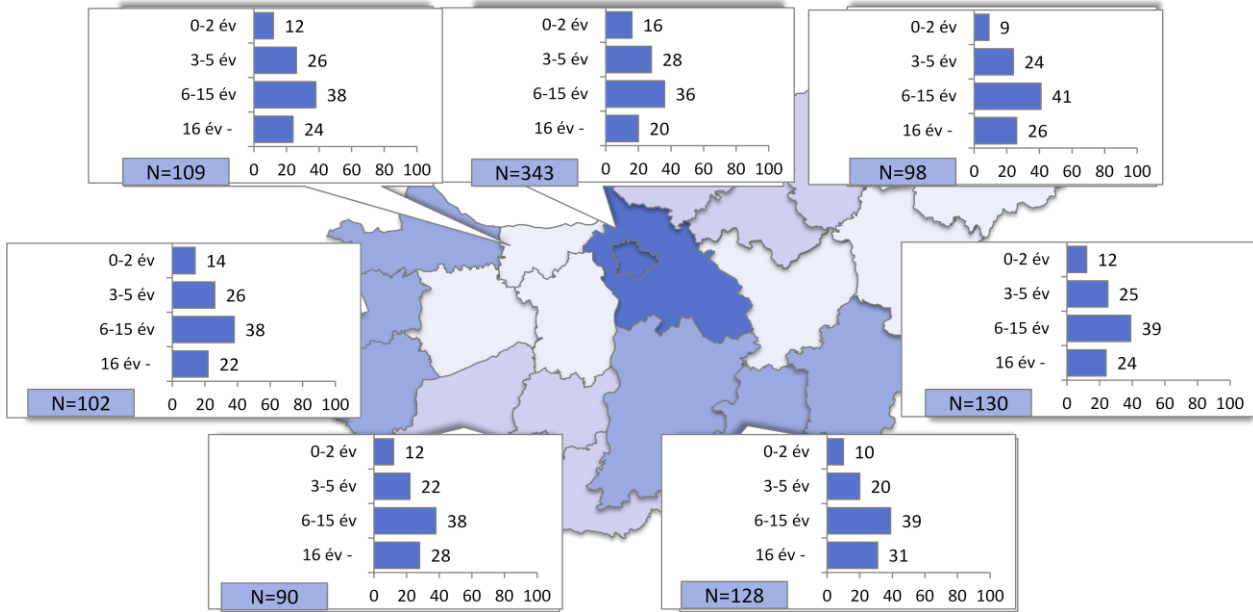 0-2 év 12
3-5 év 26
6-15 év 38
16 év - 24
0 20 40 60 80 100
N=109
0-2 év 16
3-5 év 28
6-15 év 36
16 év - 20
0 20 40 60 80 100
N=343
0-2 év 9
3-5 év 24
6-15 év 41
16 év - 26
0 20 40 60 80 100
N=98
0-2 év 14
3-5 év 26
6-15 év 38
16 év - 22
0 20 40 60 80 100
N=102
0-2 év 12
3-5 év 25
6-15 év 39
16 év - 24
0 20 40 60 80 100
N=130
0-2 év 12
3-5 év 22
6-15 év 38
16 év - 28
0 20 40 60 80 100
N=90
0-2 év 10
3-5 év 20
6-15 év 39
16 év - 31
0 20 40 60 80 100
N=128